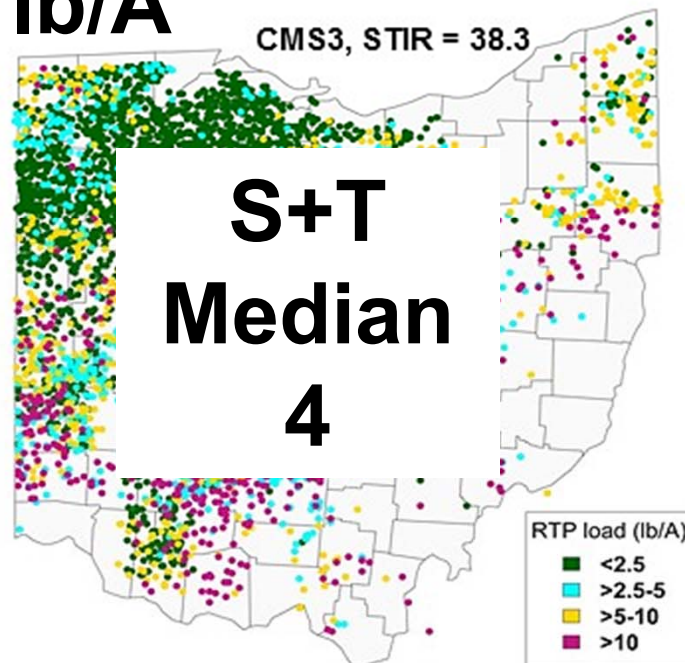 lb/A
CMS3, STIR = 38.3
S+T
Median
4
RTP load (lb/A)
<2.5
>2.5-5
>5-10
>10